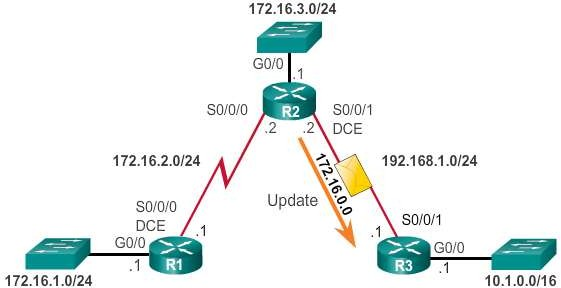 172.16.3.0/24
G0/0
.1
S0/0/0
R2
S0/0/1
.2
.2
DCE
172.16.2.0/24
172.16.0.0
192.168.1.0/24
Update
S0/0/0
DCE
S0/0/1
G0/0
.1
.1
G0/0
.1
R1
R3
.1
172.16.1.0/24
10.1.0.0/16